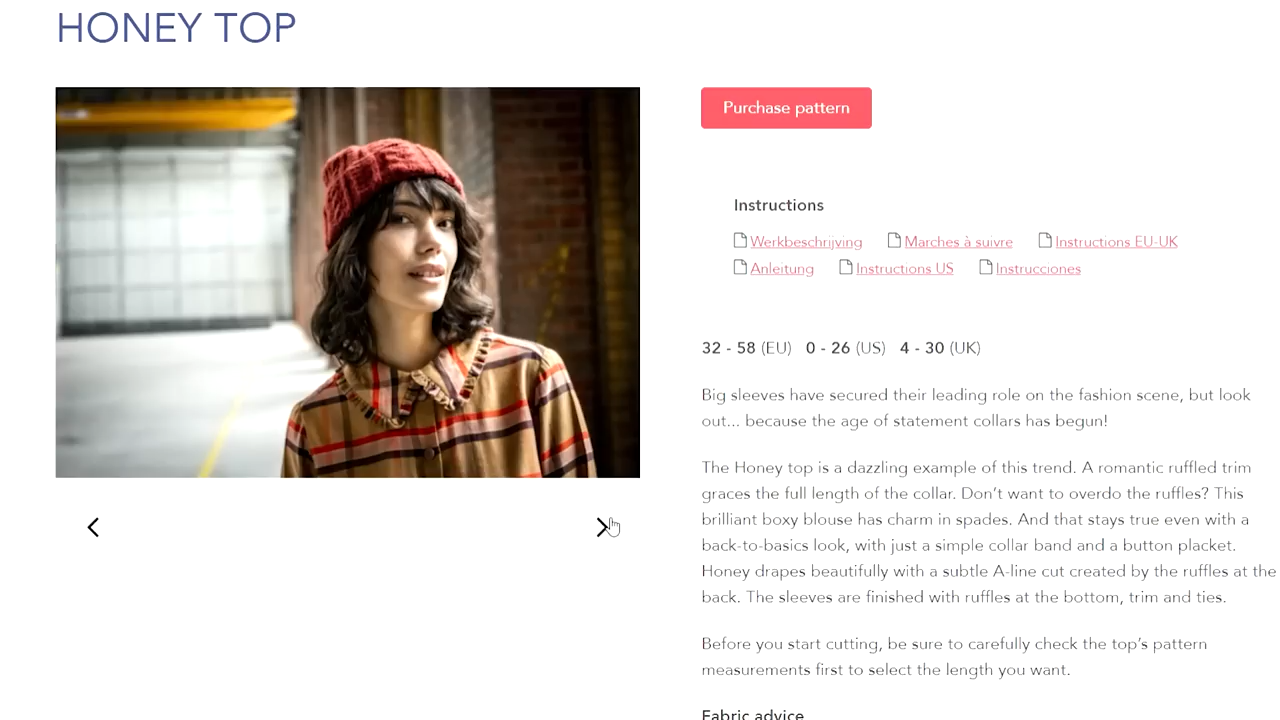 HONEY TOP
Purchase pattern
Instructions
Werkbeschrijving Marches à suivre Instructions EU-UK
Anleitung Instructions US Instrucciones
32 - 58 (EU) 0 - 26 (US) 4 - 30 (UK)
Big sleeves have secured their leading role on the fashion scene, but look
out... because the age of statement collars has begun!
The Honey top is a dazzling example of this trend. A romantic ruffled trim
graces the full length of the collar. Don't want to overdo the ruffles? This
brilliant boxy blouse has charm in spades. And that stays true even with a
back-to-basics look, with just a simple collar band and a button placket.
Honey drapes beautifully with a subtle A-line cut created by the ruffles at the
back. The sleeves are finished with ruffles at the bottom, trim and ties.
Before you start cutting, be sure to carefully check the top's pattern
measurements first to select the length you want.
Fabric advice